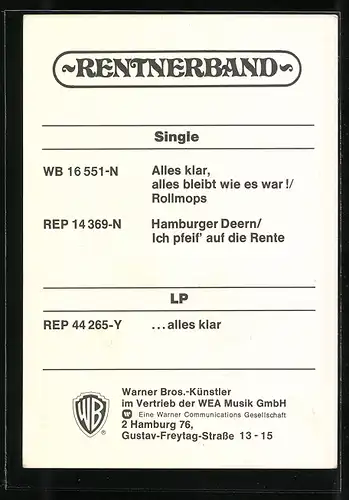 ~RENTNERBAND~
Single
WB 16 551-N Alles klar,
alles bleibt wie es war!/
Rollmops
REP 14 369-N Hamburger Deern/
Ich pfeif' auf die Rente
LP
REP 44 265-Y ...alles klar
Warner Bros.-Künstler
im Vertrieb der WEA Musik GmbH
Eine Warner Communications Gesellschaft
2 Hamburg 76,
Gustav-Freytag-Straße 13 - 15
WB
®